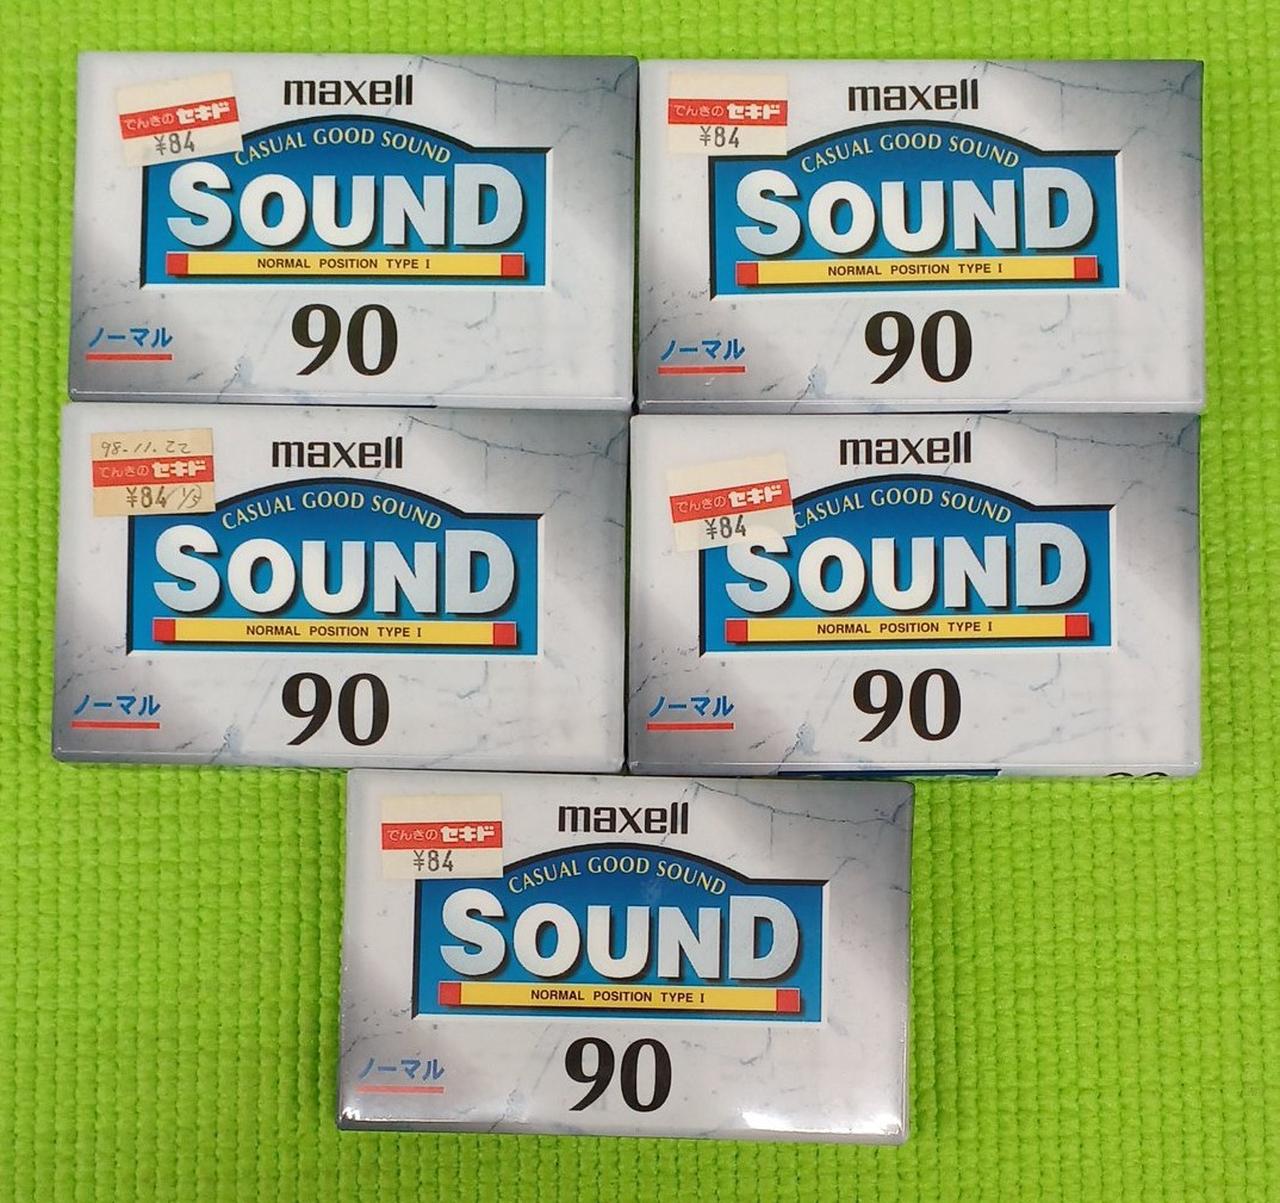 maxell
でんきのセキド
¥84
CASUAL GOOD SOUND
SOUND
NORMAL POSITION TYPE I
ノーマル
90
maxell
でんきのセキド
¥84
CASUAL GOOD SOUND
SOUND
NORMAL POSITION TYPE I
ノーマル
90
98-11.22
maxell
でんきのセキド
¥84
CASUAL GOOD SOUND
SOUND
NORMAL POSITION TYPE I
ノーマル
90
maxell
でんきのセキド
¥84
CASUAL GOOD SOUND
SOUND
NORMAL POSITION TYPE I
ノーマル
90
maxell
でんきのセキド
¥84
CASUAL GOOD SOUND
SOUND
NORMAL POSITION TYPE I
ノーマル
90